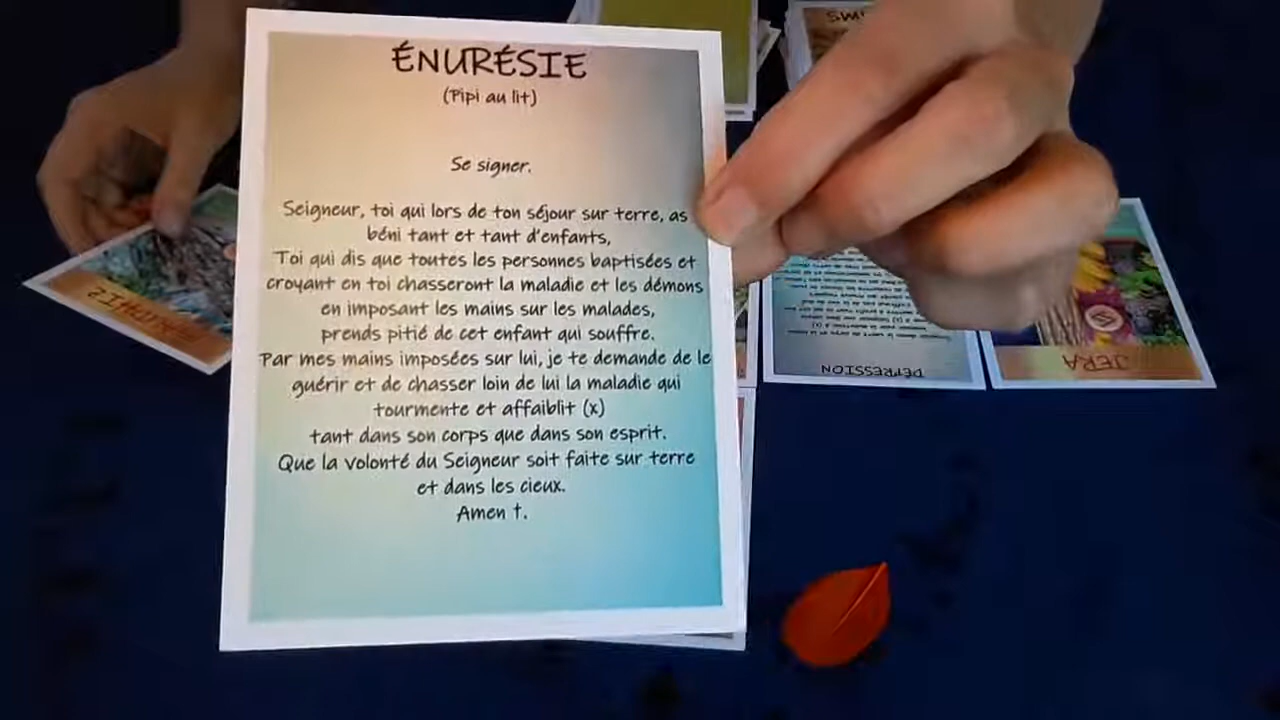 ÉNURÉSIE
(Pipi au lit)
Se signer.
Seigneur, toi qui lors de ton séjour sur terre, as
béni tant et tant d'enfants,
Toi qui dis que toutes les personnes baptisées et
croyant en toi chasseront la maladie et les démons
en imposant les mains sur les malades,
prends pitié de cet enfant qui souffre.
Par mes mains imposées sur lui, je te demande de le
guérir et de chasser loin de lui la maladie qui
tourmente et affaiblit (x)
tant dans son corps que dans son esprit.
Que la volonté du Seigneur soit faite sur terre
et dans les cieux.
Amen †.
DÉPRESSION
JERA